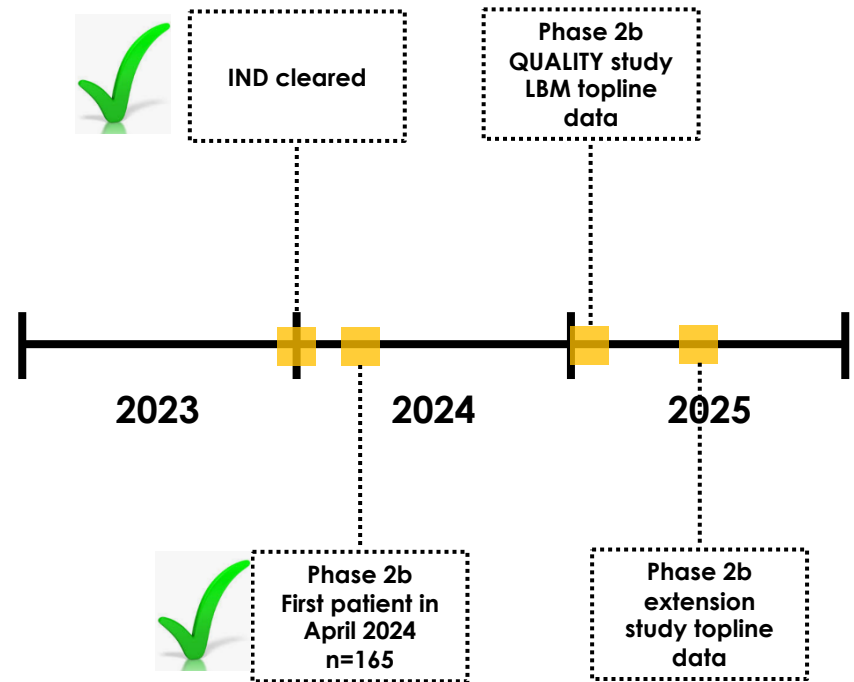 IND cleared
Phase 2b
QUALITY study
LBM topline
data
2023
2024
2025
Phase 2b
First patient in
April 2024
n=165
Phase 2b
extension
study topline
data